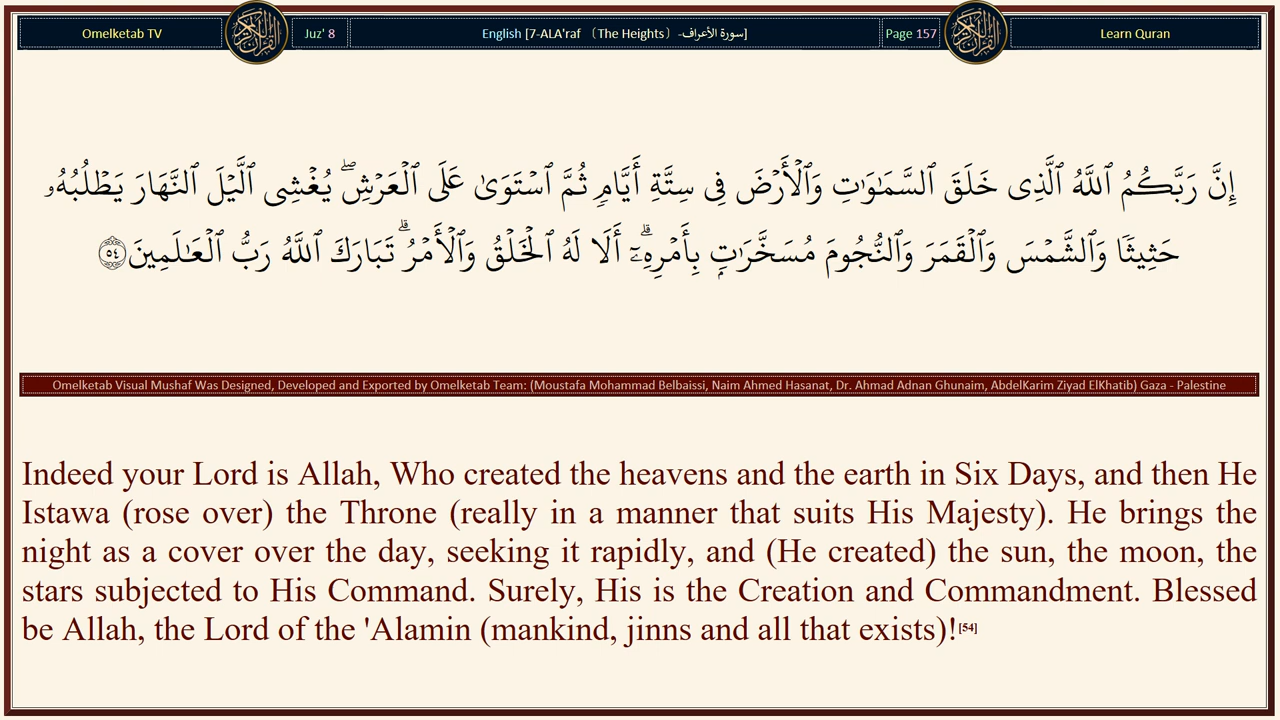 Omelketab TV
Juz' 8
English [7-ALA'raf （The Heights）-سورة الأعراف]
Page 157
Learn Quran
إِنَّ رَبَّكُمُ ٱللَّهُ ٱلَّذِى خَلَقَ ٱلسَّمَـٰوَٰتِ وَٱلْأَرْضَ فِى سِتَّةِ أَيَّامٍ ثُمَّ ٱسْتَوَىٰ عَلَى ٱلْعَرْشِ ۖ يُغْشِى ٱلَّيْلَ ٱلنَّهَارَ يَطْلُبُهُۥ
حَثِيثًا وَٱلشَّمْسَ وَٱلْقَمَرَ وَٱلنُّجُومَ مُسَخَّرَٰتٍۭ بِأَمْرِهِۦٓ ۗ أَلَا لَهُ ٱلْخَلْقُ وَٱلْأَمْرُ ۗ تَبَارَكَ ٱللَّهُ رَبُّ ٱلْعَـٰلَمِينَ ٥٤
Omelketab Visual Mushaf Was Designed, Developed and Exported by Omelketab Team: (Moustafa Mohammad Belbaissi, Naim Ahmed Hasanat, Dr. Ahmad Adnan Ghunaim, AbdelKarim Ziyad ElKhatib) Gaza - Palestine
Indeed your Lord is Allah, Who created the heavens and the earth in Six Days, and then He
Istawa (rose over) the Throne (really in a manner that suits His Majesty). He brings the
night as a cover over the day, seeking it rapidly, and (He created) the sun, the moon, the
stars subjected to His Command. Surely, His is the Creation and Commandment. Blessed
be Allah, the Lord of the 'Alamin (mankind, jinns and all that exists)![54]